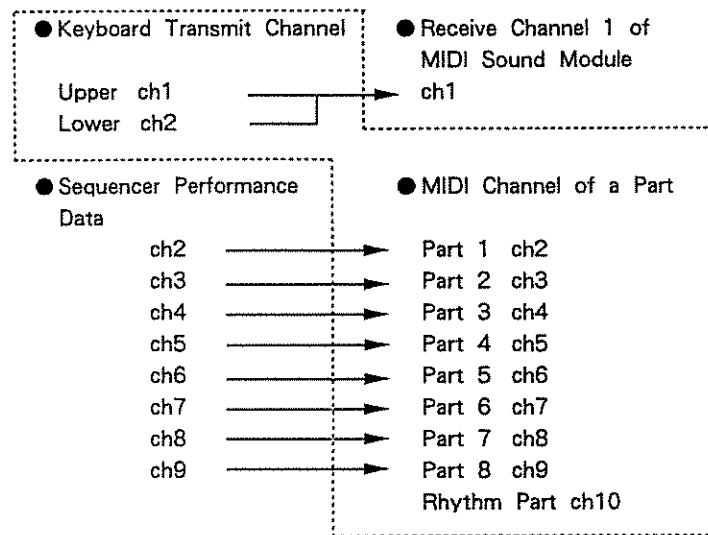 ● Keyboard Transmit Channel
Upper ch1
Lower ch2
● Receive Channel 1 of
MIDI Sound Module
ch1
● Sequencer Performance
Data
ch2
ch3
ch4
ch5
ch6
ch7
ch8
ch9
● MIDI Channel of a Part
Part 1 ch2
Part 2 ch3
Part 3 ch4
Part 4 ch5
Part 5 ch6
Part 6 ch7
Part 7 ch8
Part 8 ch9
Rhythm Part ch10